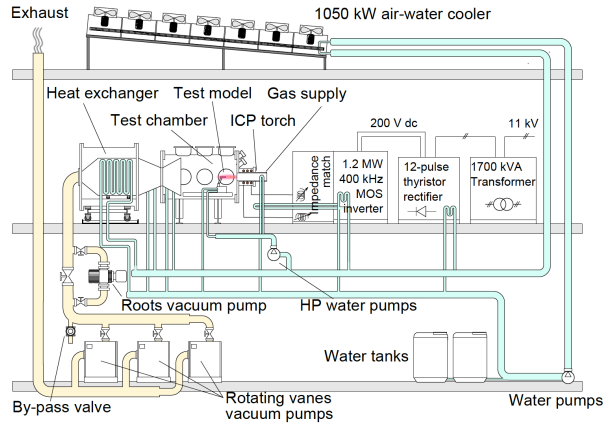 Exhaust
1050 kW air-water cooler
Heat exchanger
Test model
Gas supply
Test chamber
ICP torch
200 V dc
11 kV
Impedance
match
1.2 MW
400 kHz
MOS
inverter
12-pulse
thyristor
rectifier
1700 kVA
Transformer
Roots vacuum pump
HP water pumps
Water tanks
By-pass valve
Rotating vanes
vacuum pumps
Water pumps